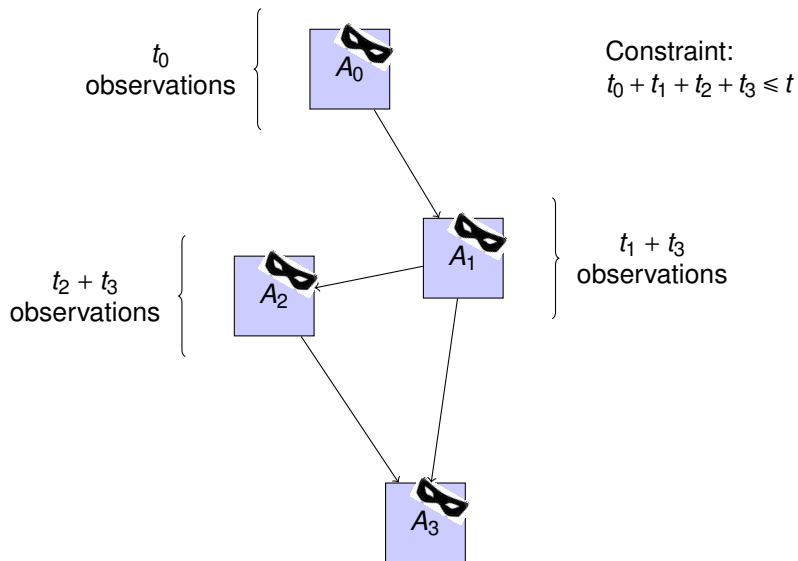 t₀
observations
A₀
Constraint:
t₀ + t₁ + t₂ + t₃ ⩽ t
A₁
t₁ + t₃
observations
t₂ + t₃
observations
A₂
A₃